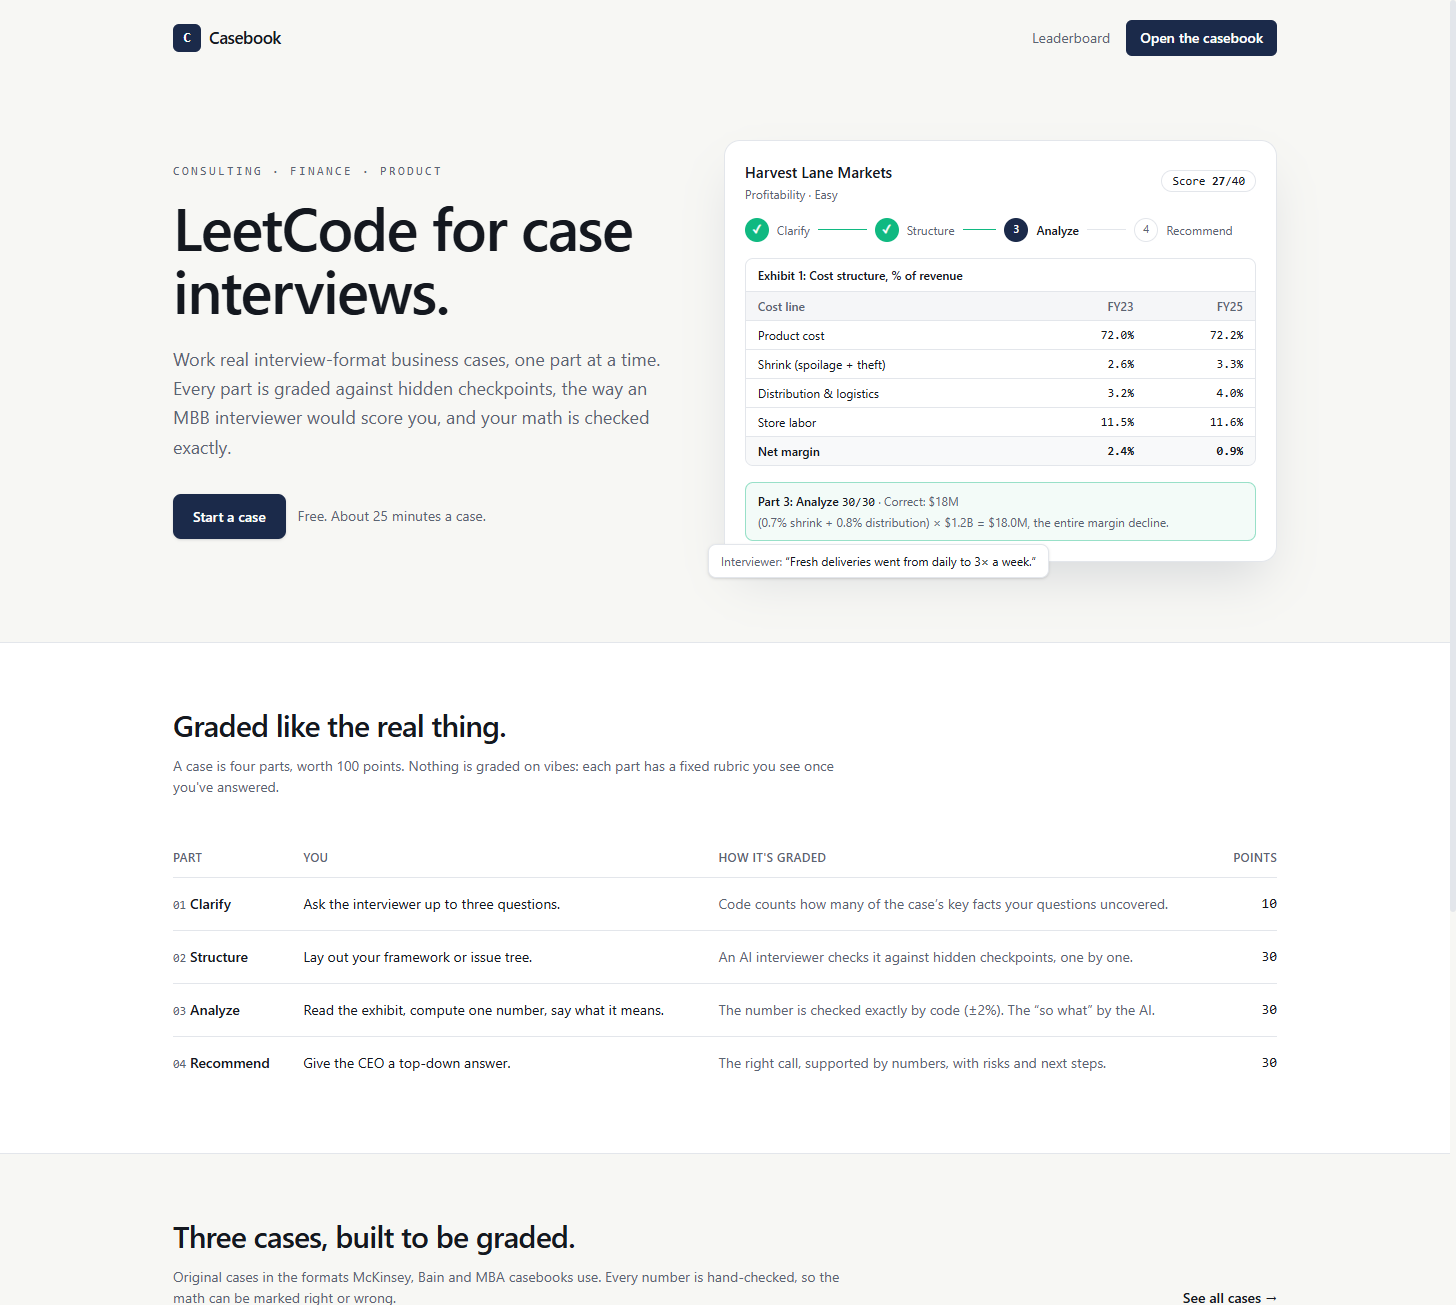 C Casebook
Leaderboard
Open the casebook
CONSULTING · FINANCE · PRODUCT
LeetCode for case
interviews.
Work real interview-format business cases, one part at a time.
Every part is graded against hidden checkpoints, the way an
MBB interviewer would score you, and your math is checked
exactly.
Start a case
Free. About 25 minutes a case.
Harvest Lane Markets
Profitability · Easy
Score 27/40
✓ Clarify ✓ Structure 3 Analyze 4 Recommend
Exhibit 1: Cost structure, % of revenue
Cost line FY23 FY25
Product cost 72.0% 72.2%
Shrink (spoilage + theft) 2.6% 3.3%
Distribution & logistics 3.2% 4.0%
Store labor 11.5% 11.6%
Net margin 2.4% 0.9%
Part 3: Analyze 30/30 · Correct: $18M
(0.7% shrink + 0.8% distribution) × $1.2B = $18.0M, the entire margin decline.
Interviewer: “Fresh deliveries went from daily to 3× a week.”
Graded like the real thing.
A case is four parts, worth 100 points. Nothing is graded on vibes: each part has a fixed rubric you see once
you've answered.
PART YOU HOW IT'S GRADED POINTS
01 Clarify Ask the interviewer up to three questions. Code counts how many of the case's key facts your questions uncovered. 10
02 Structure Lay out your framework or issue tree. An AI interviewer checks it against hidden checkpoints, one by one. 30
03 Analyze Read the exhibit, compute one number, say what it means. The number is checked exactly by code (±2%). The “so what” by the AI. 30
04 Recommend Give the CEO a top-down answer. The right call, supported by numbers, with risks and next steps. 30
Three cases, built to be graded.
Original cases in the formats McKinsey, Bain and MBA casebooks use. Every number is hand-checked, so the
math can be marked right or wrong.
See all cases →